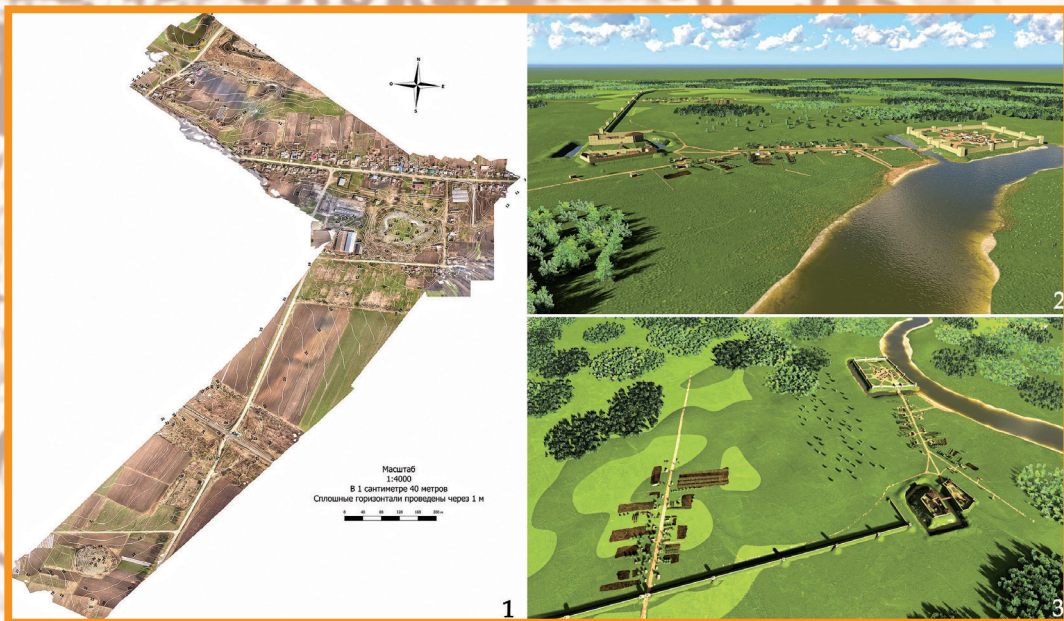 N
O
E
S
Масштаб
1:4000
В 1 сантиметре 40 метров
Сплошные горизонтали проведены через 1 м
0 40 80 120 160 200 м
1
2
3